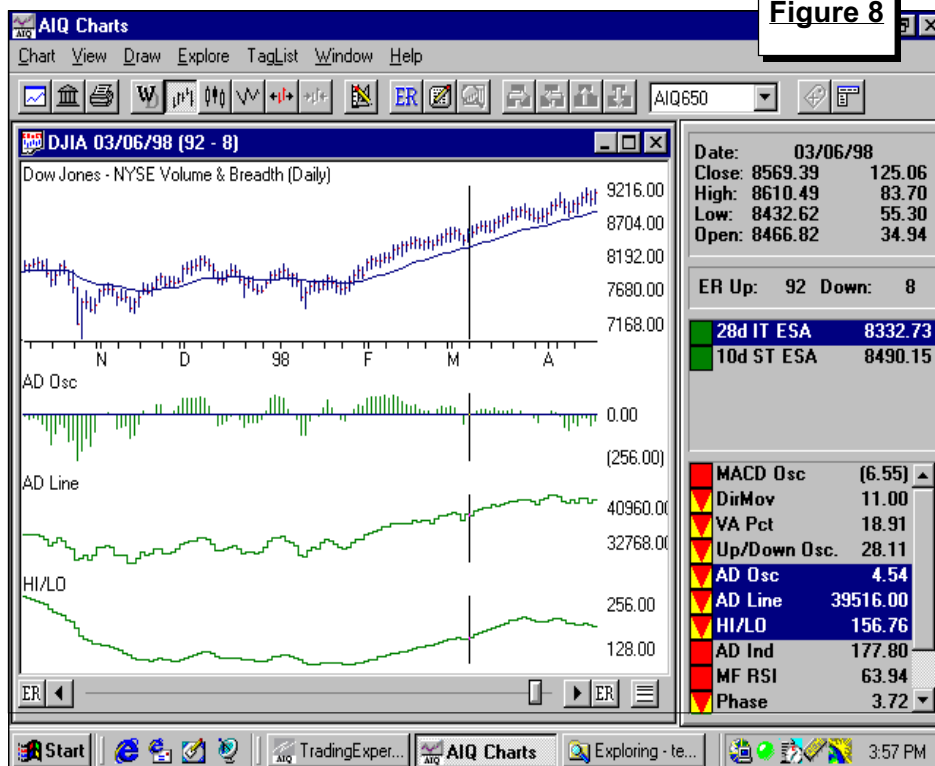 Figure 8
AIQ Charts
Chart View Draw Explore TagList Window Help
W ER AIQ650
DJIA 03/06/98 (92 - 8)
Dow Jones - NYSE Volume & Breadth (Daily)
9216.00
8704.00
8192.00
7680.00
7168.00
N D 98 F M A
AD Osc
0.00
(256.00)
AD Line
40960.00
32768.00
HI/LO
256.00
128.00
ER ER
Date: 03/06/98
Close: 8569.39 125.06
High: 8610.49 83.70
Low: 8432.62 55.30
Open: 8466.82 34.94
ER Up: 92 Down: 8
28d IT ESA 8332.73
10d ST ESA 8490.15
MACD Osc (6.55)
DirMov 11.00
VA Pct 18.91
Up/Down Osc. 28.11
AD Osc 4.54
AD Line 39516.00
HI/LO 156.76
AD Ind 177.80
MF RSI 63.94
Phase 3.72
Start TradingExper... AIQ Charts Exploring - te... 3:57 PM